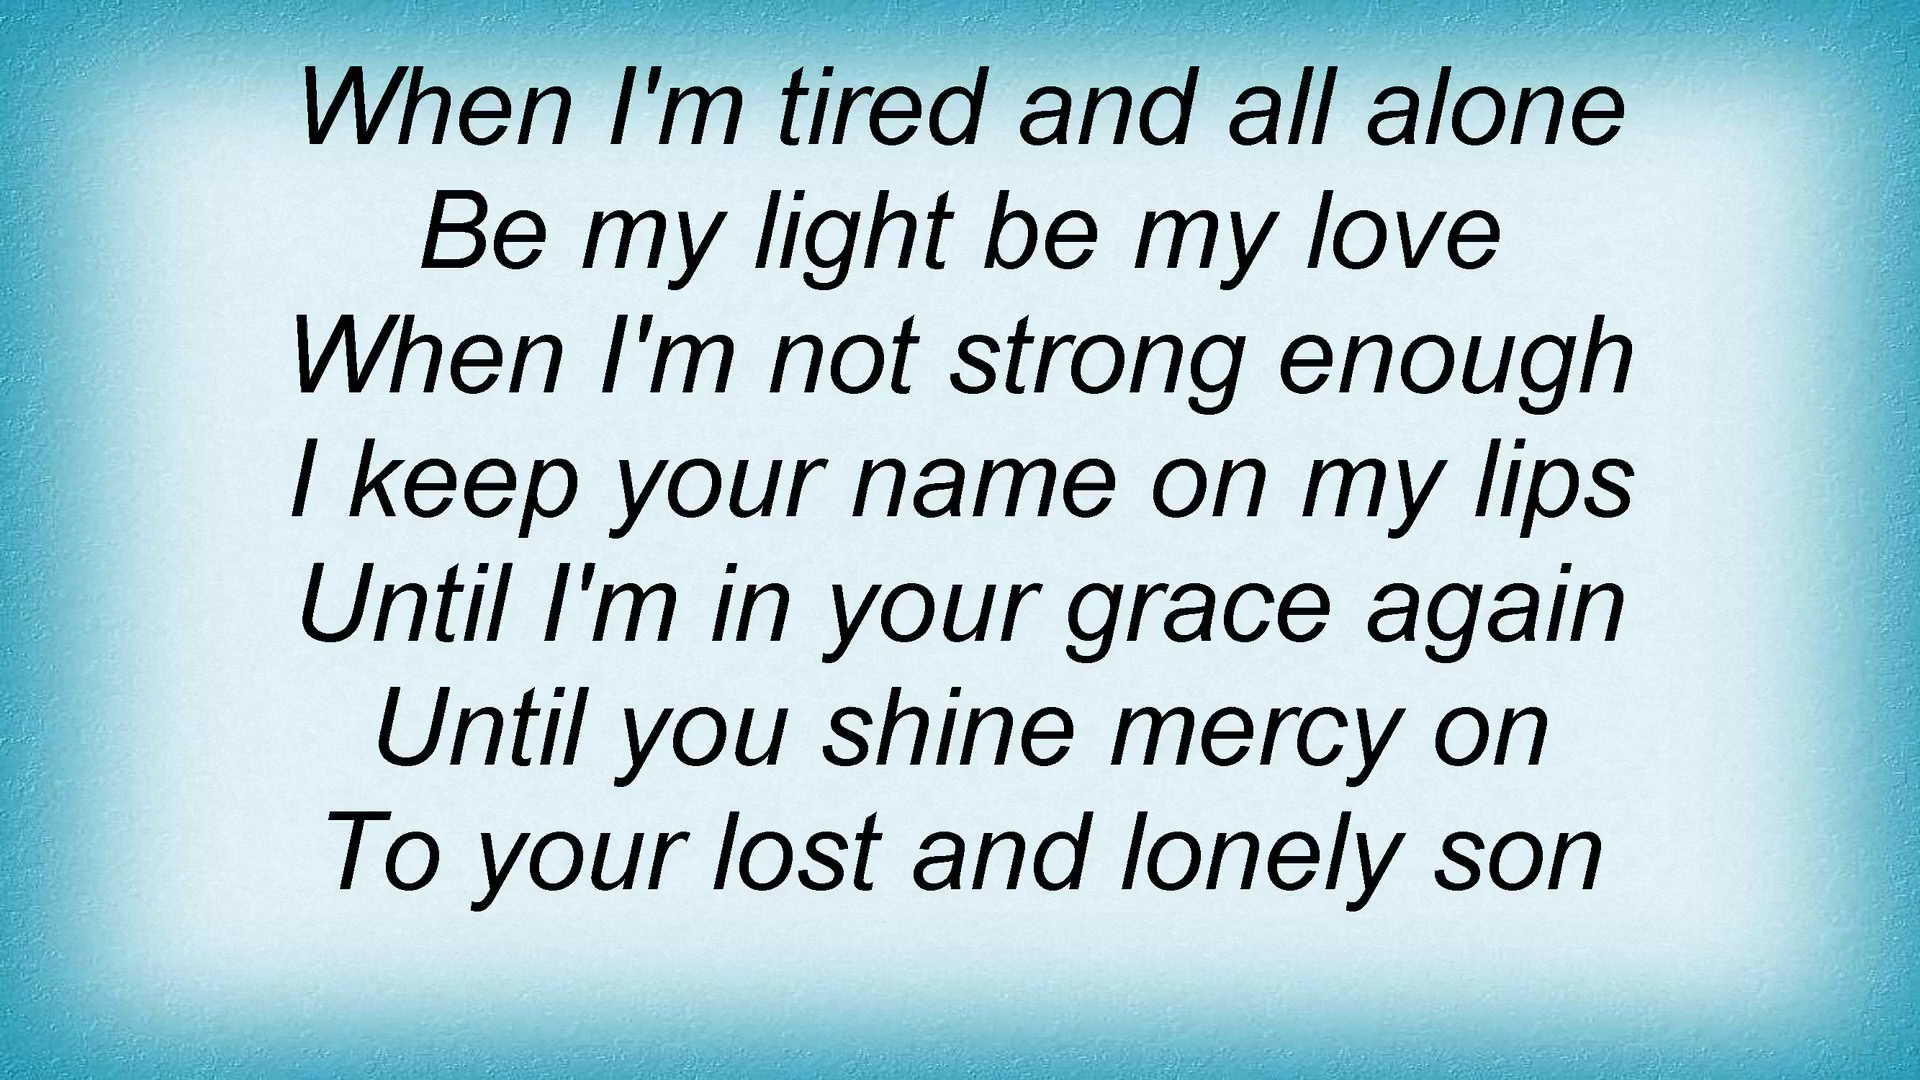 When I'm tired and all alone
Be my light be my love
When I'm not strong enough
I keep your name on my lips
Until I'm in your grace again
Until you shine mercy on
To your lost and lonely son